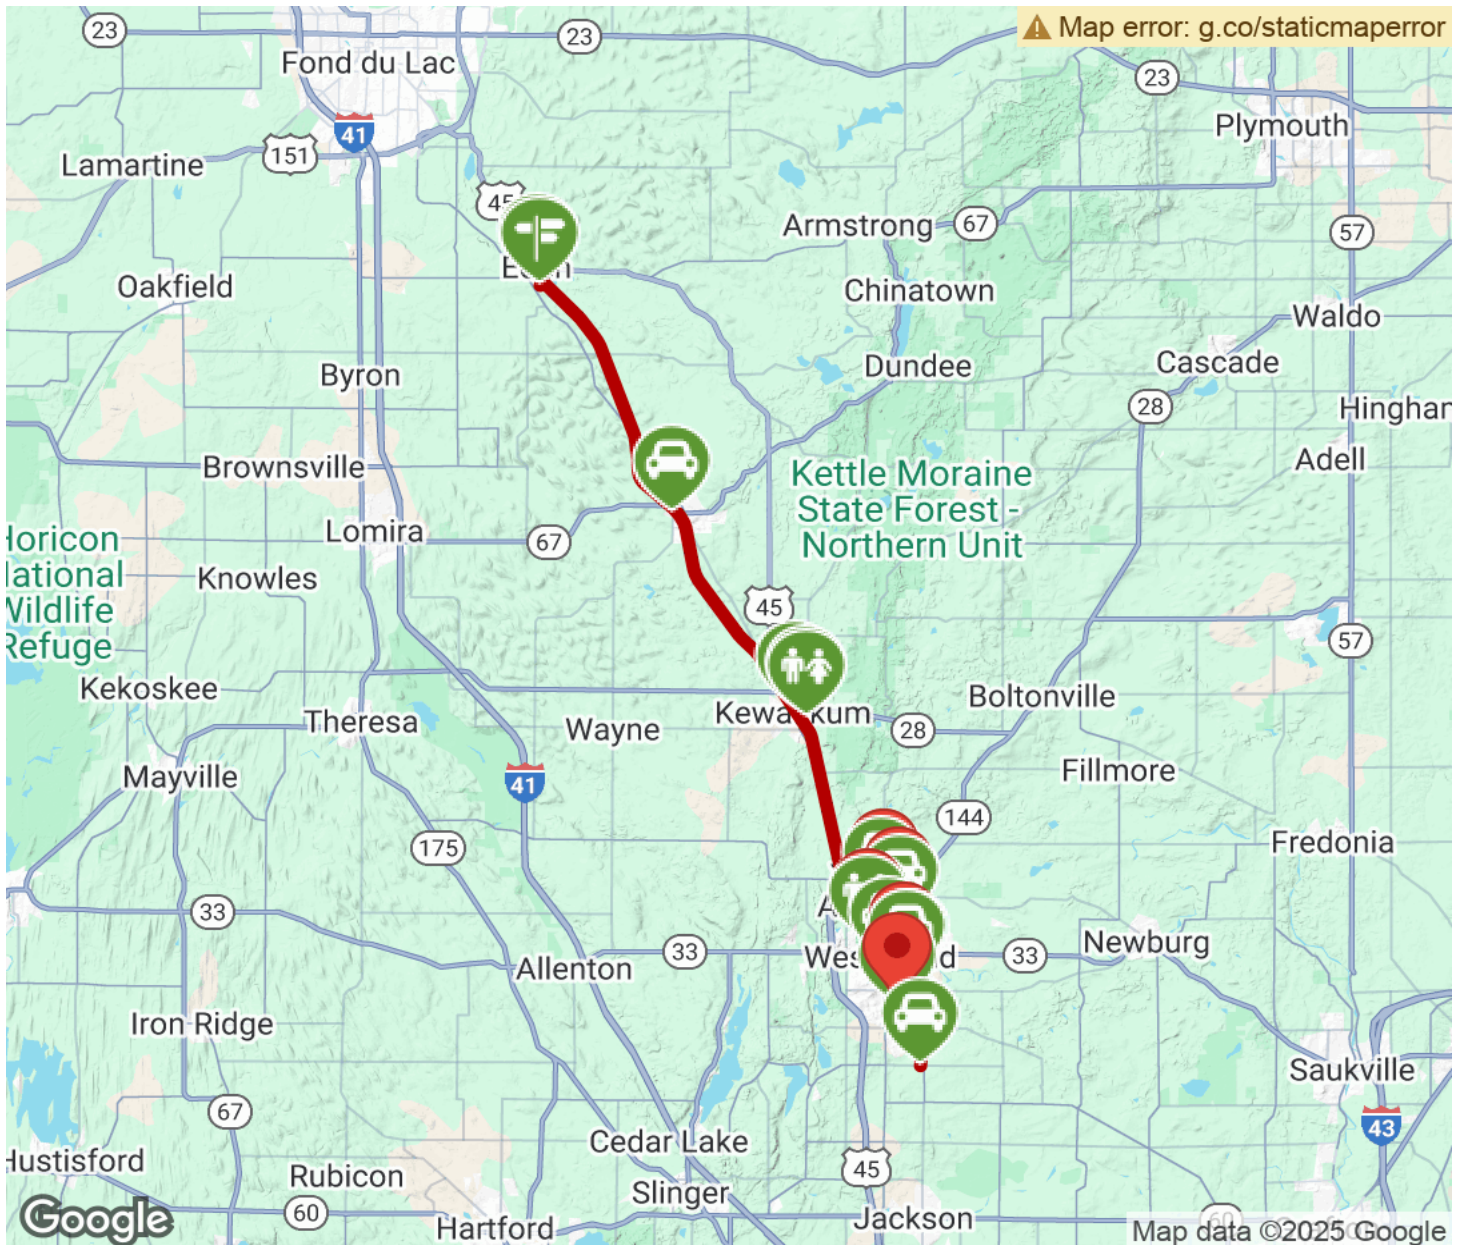 23
23
⚠ Map error: g.co/staticmaperror
Fond du Lac
23
41
Plymouth
151
Lamartine
45
Armstrong
67
57
Oakfield
Chinatown
Waldo
Byron
Dundee
Cascade
28
Brownsville
Kettle Moraine
State Forest -
Northern Unit
Adell
Lomira
67
Knowles
45
57
Kekoskee
Theresa
Wayne
Boltonville
28
Mayville
41
Fillmore
144
175
Fredonia
33
33
33
Newburg
Allenton
Iron Ridge
Saukville
67
43
Cedar Lake
45
Rubicon
Slinger
60
Hartford
Jackson
Google
Map data ©2025 Google